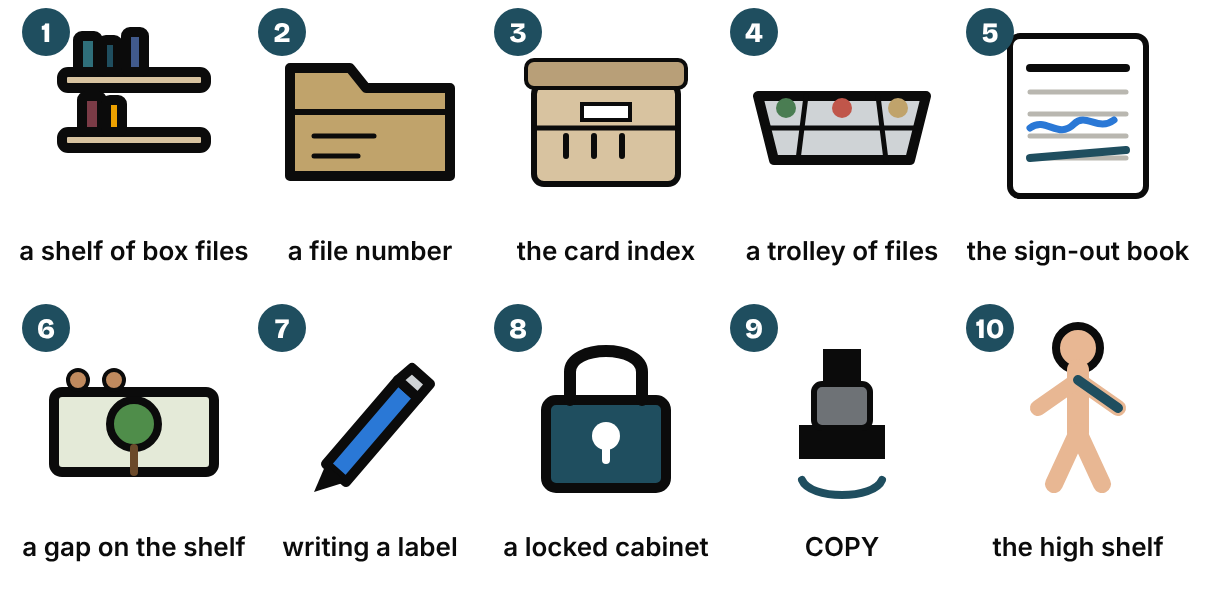 1
2
3
4
5
a shelf of box files
a file number
the card index
a trolley of files
the sign-out book
6
7
8
9
10
a gap on the shelf
writing a label
a locked cabinet
COPY
the high shelf